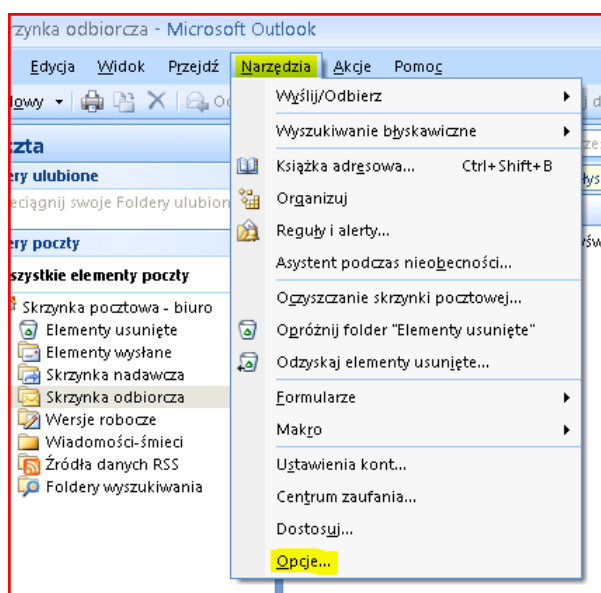 rzynka odbiorcza - Microsoft Outlook
Edycja Widok Przejdź Narzędzia Akcje Pomoc
Wyślij/Odbierz
Wyszukiwanie błyskawiczne
Książka adresowa... Ctrl+Shift+B
Organizuj
Reguły i alerty...
Asystent podczas nieobecności...
Oczyszczanie skrzynki pocztowej...
Opróżnij folder "Elementy usunięte"
Odzyskaj elementy usunięte...
Formularze
Makro
Ustawienia kont...
Centrum zaufania...
Dostosuj...
Opcje...
owy
zta
ery ulubione
eciągnij swoje Foldery ulubion
ery poczty
szystkie elementy poczty
Skrzynka pocztowa - biuro
Elementy usunięte
Elementy wysłane
Skrzynka nadawcza
Skrzynka odbiorcza
Wersje robocze
Wiadomości-śmieci
Źródła danych RSS
Foldery wyszukiwania